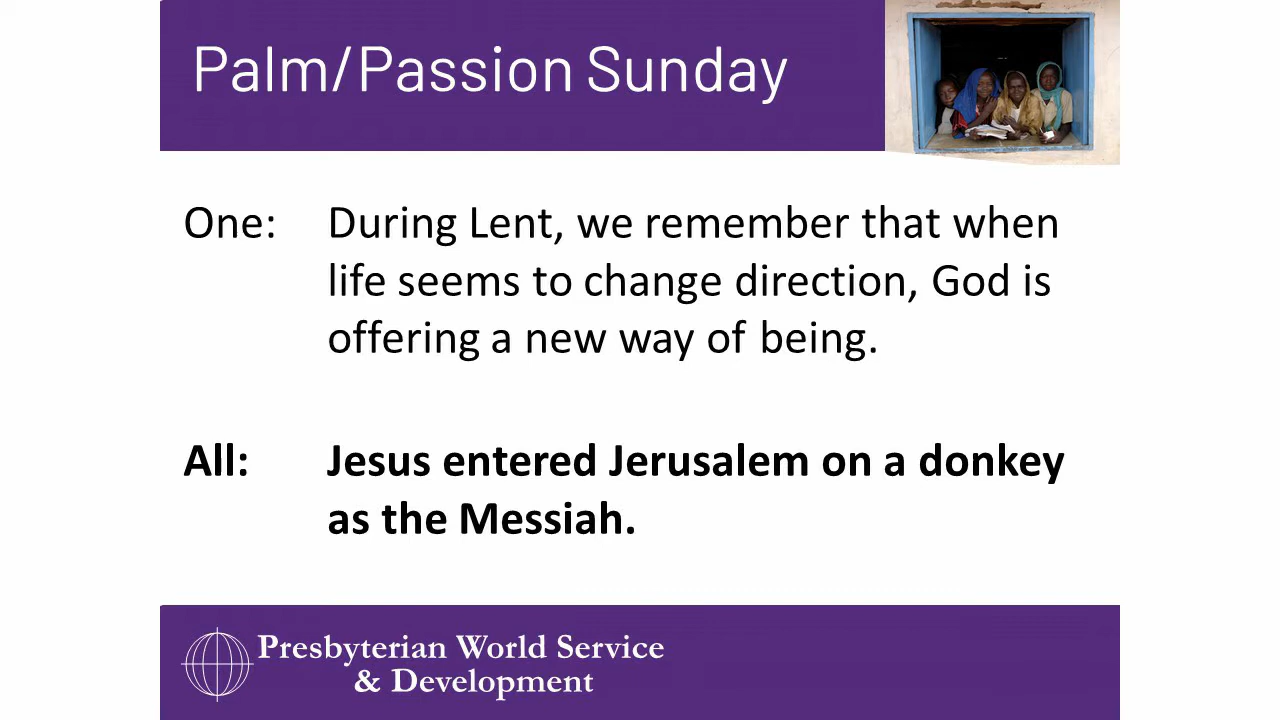 Palm/Passion Sunday
One: During Lent, we remember that when
life seems to change direction, God is
offering a new way of being.
All: Jesus entered Jerusalem on a donkey
as the Messiah.
Presbyterian World Service
& Development